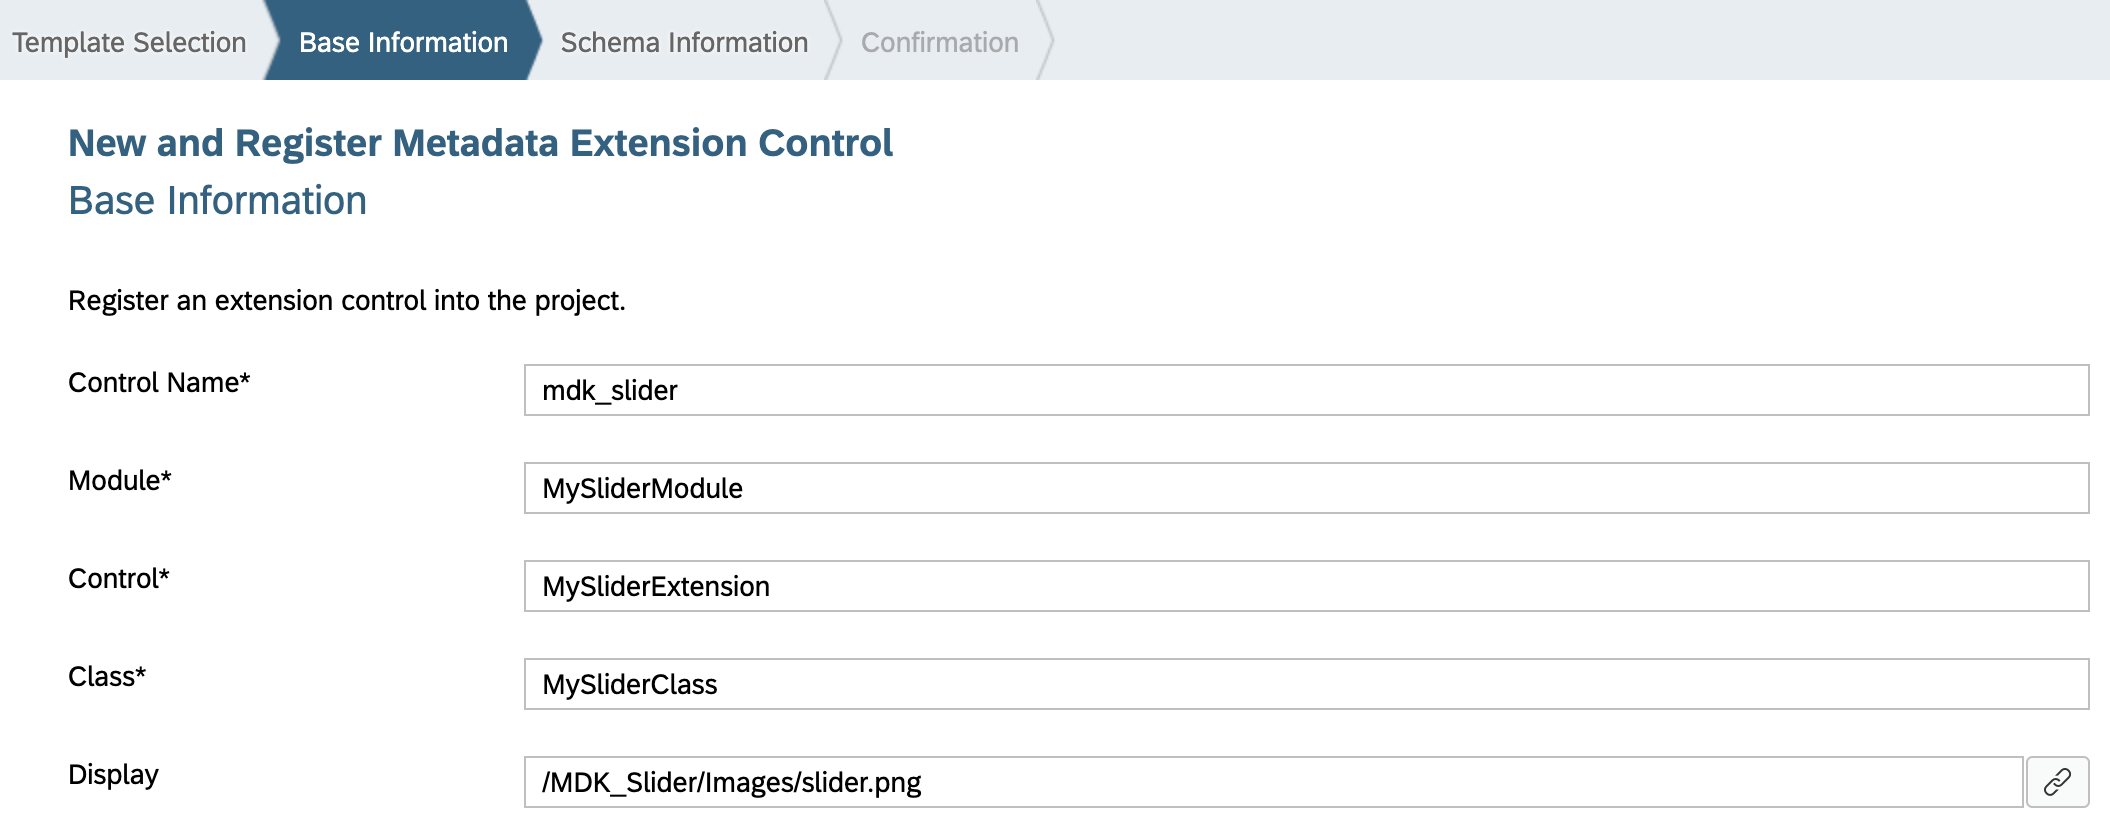 Template Selection
Base Information
Schema Information
Confirmation
New and Register Metadata Extension Control
Base Information
Register an extension control into the project.
Control Name*
mdk_slider
Module*
MySliderModule
Control*
MySliderExtension
Class*
MySliderClass
Display
/MDK_Slider/Images/slider.png